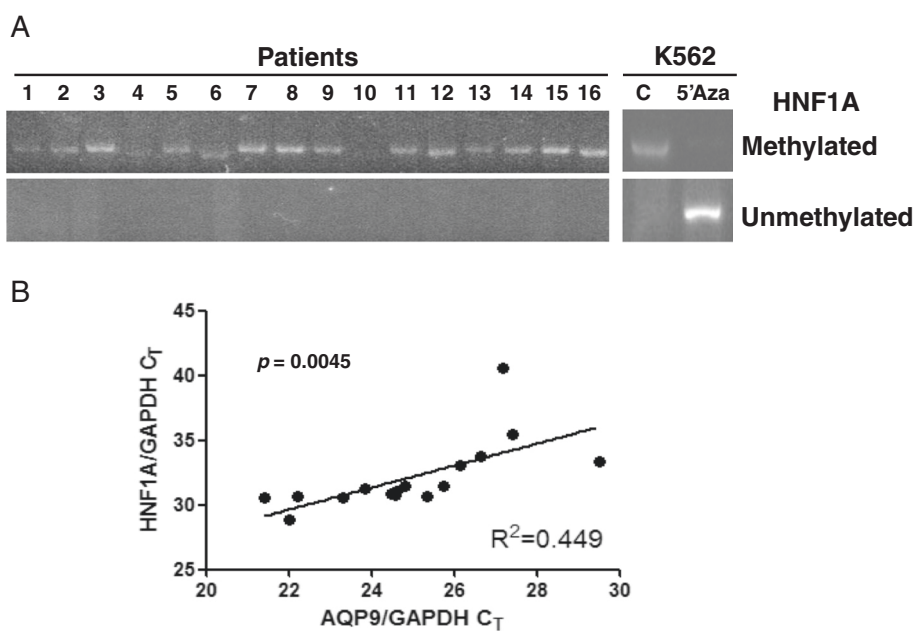 A
Patients
K562
1 2 3 4 5 6 7 8 9 10 11 12 13 14 15 16
C 5'Aza
HNF1A
Methylated
Unmethylated
B
45
40
35
30
25
HNF1A/GAPDH CT
p = 0.0045
R2=0.449
20 22 24 26 28 30
AQP9/GAPDH CT